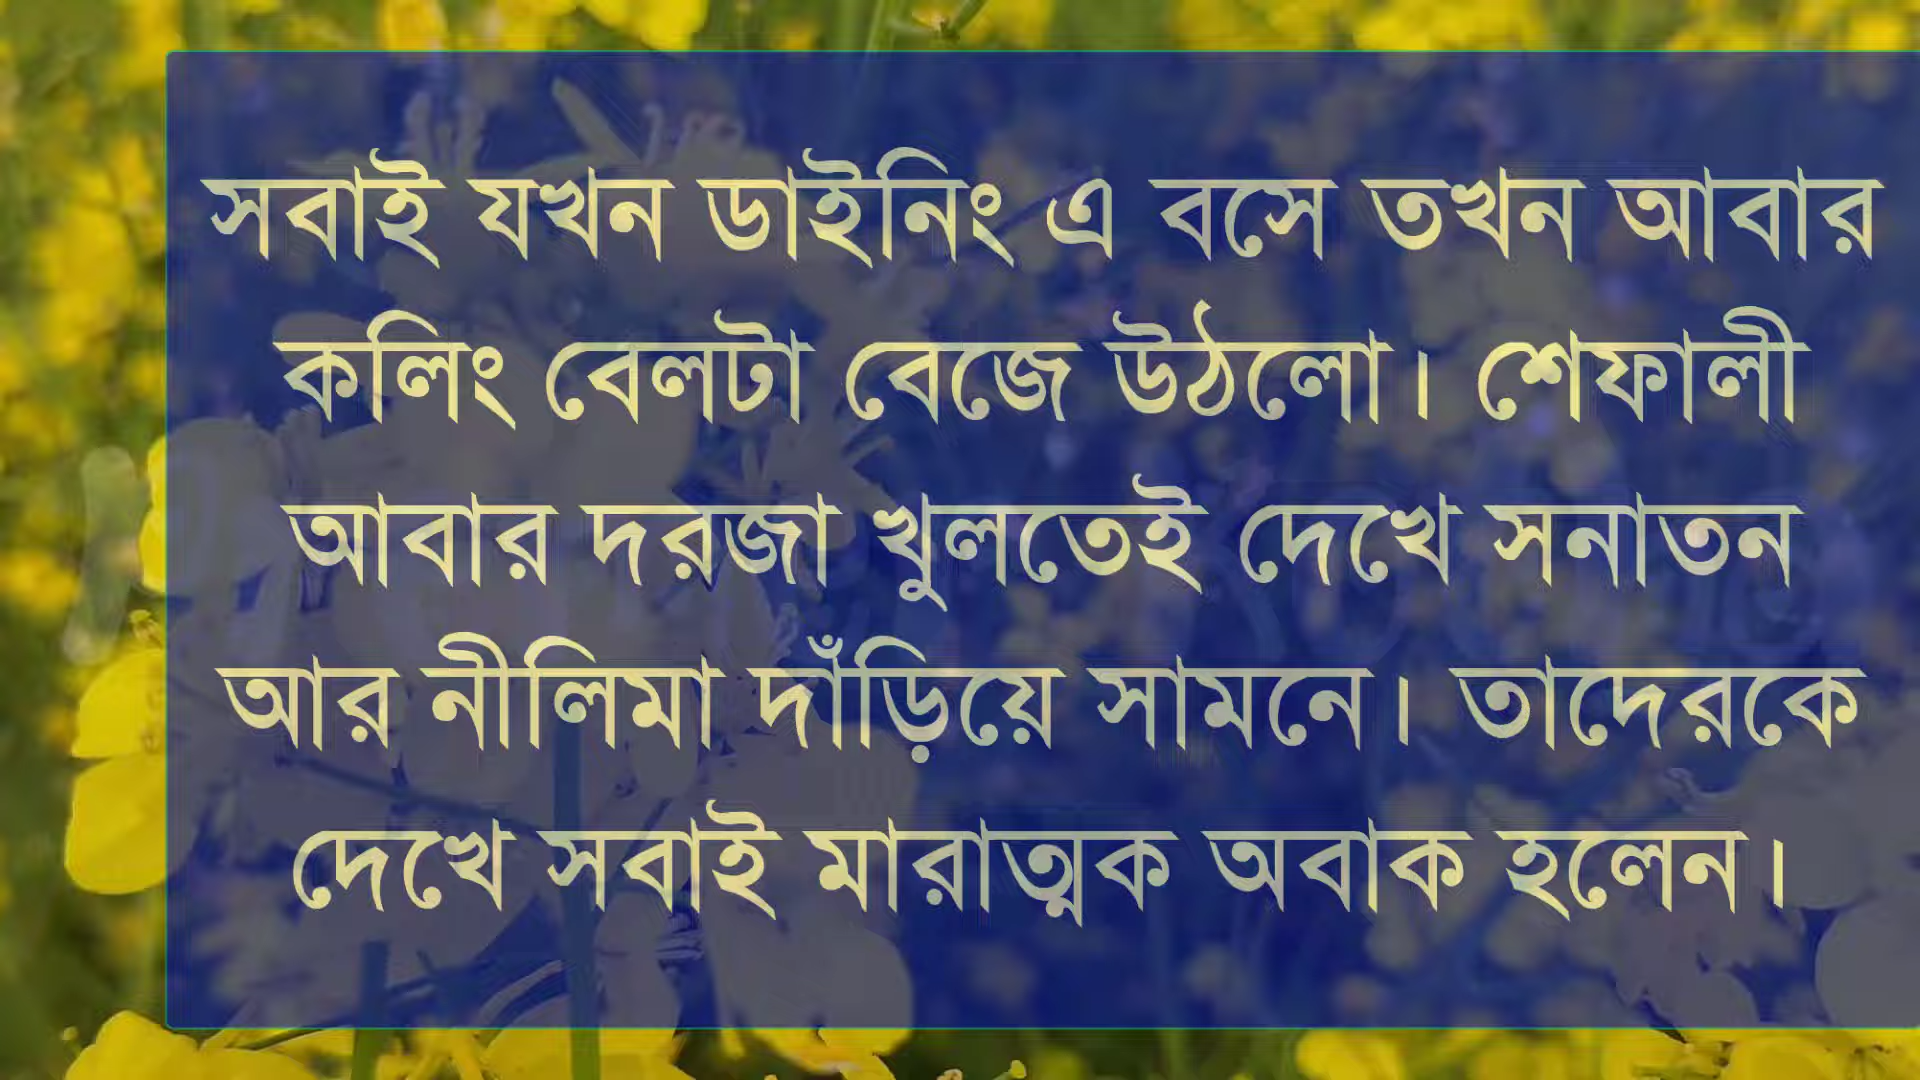 সবাই যখন ডাইনিং এ বসে তখন আবার
কলিং বেলটা বেজে উঠলো। শেফালী
আবার দরজা খুলতেই দেখে সনাতন
আর নীলিমা দাঁড়িয়ে সামনে। তাদেরকে
দেখে সবাই মারাত্মক অবাক হলেন।